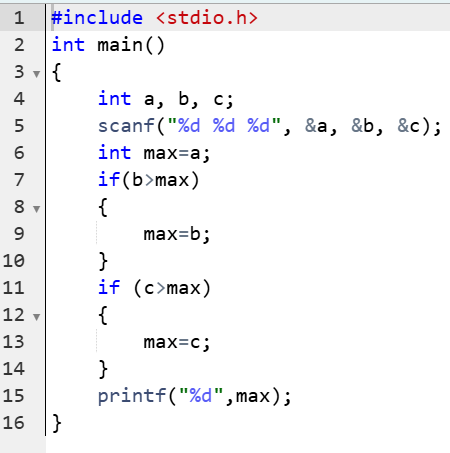 1 #include <stdio.h>
2 int main()
3 {
4     int a, b, c;
5     scanf("%d %d %d", &a, &b, &c);
6     int max=a;
7     if(b>max)
8     {
9         max=b;
10     }
11     if (c>max)
12     {
13         max=c;
14     }
15     printf("%d",max);
16 }